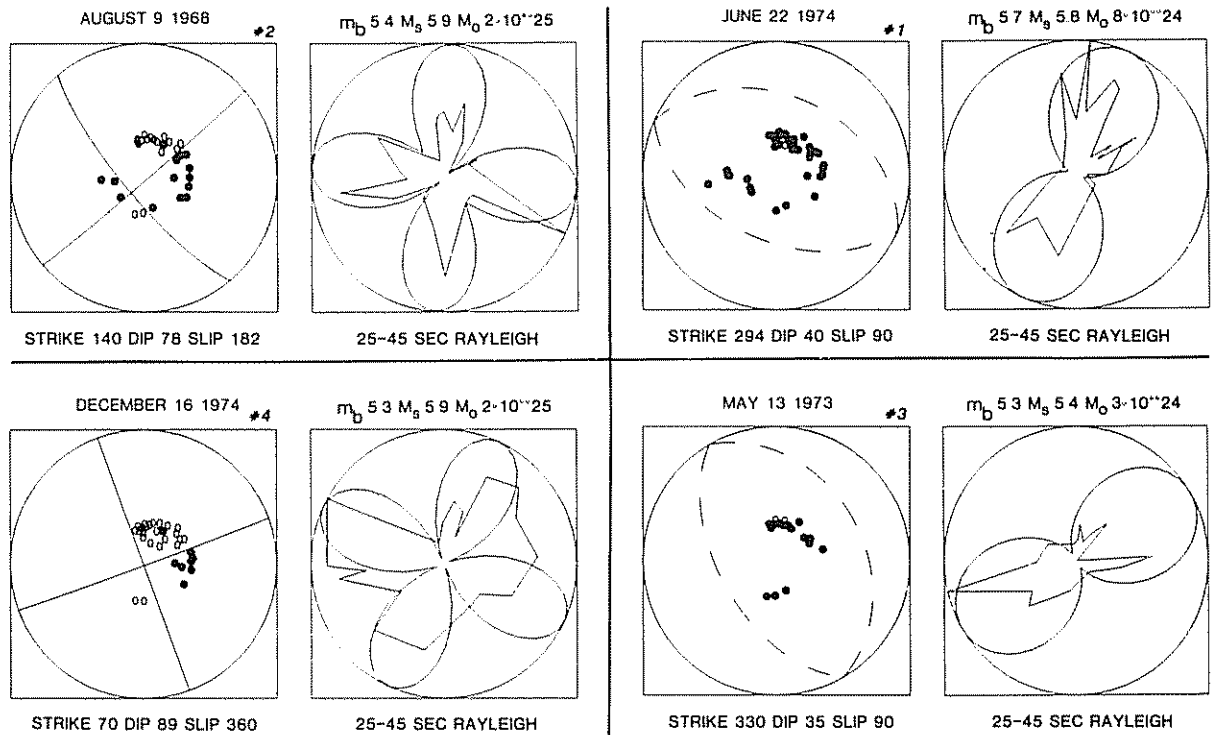 AUGUST 9 1968
#2
mb 5 4 Ms 5 9 Mo 2·10**25
STRIKE 140 DIP 78 SLIP 182
25-45 SEC RAYLEIGH
JUNE 22 1974
#1
mb 5 7 Ms 5.8 Mo 8·10**24
STRIKE 294 DIP 40 SLIP 90
25-45 SEC RAYLEIGH
DECEMBER 16 1974
#4
mb 5 3 Ms 5 9 Mo 2·10**25
STRIKE 70 DIP 89 SLIP 360
25-45 SEC RAYLEIGH
MAY 13 1973
#3
mb 5 3 Ms 5 4 Mo 3·10**24
STRIKE 330 DIP 35 SLIP 90
25-45 SEC RAYLEIGH